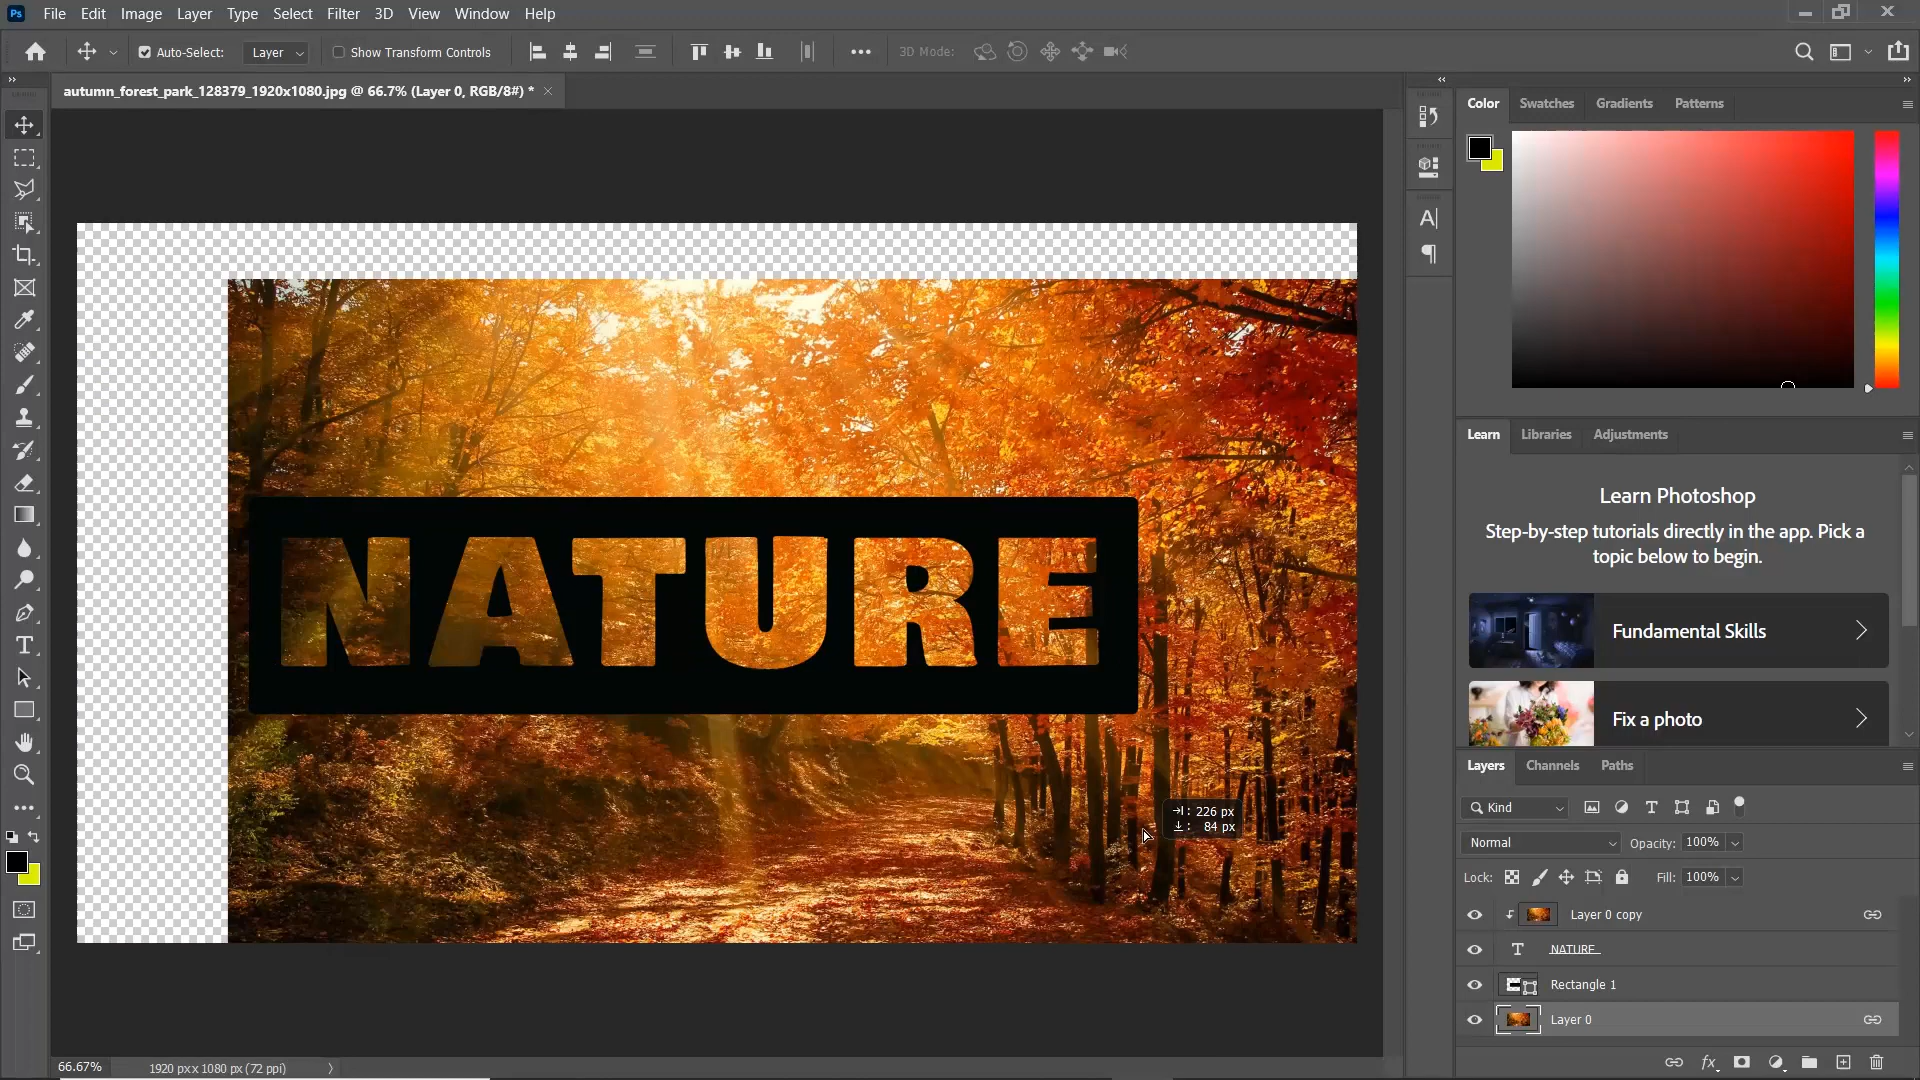 Ps File Edit Image Layer Type Select Filter 3D View Window Help
Auto-Select: Layer Show Transform Controls 3D Mode:
autumn_forest_park_128379_1920x1080.jpg @ 66.7% (Layer 0, RGB/8#) *
Color Swatches Gradients Patterns
Learn Libraries Adjustments
Learn Photoshop
Step-by-step tutorials directly in the app. Pick a
topic below to begin.
Fundamental Skills
Fix a photo
NATURE
226 px
84 px
Layers Channels Paths
Kind
Normal Opacity: 100%
Lock: Fill: 100%
Layer 0 copy
NATURE
Rectangle 1
Layer 0
fx
66.67% 1920 px x 1080 px (72 ppi)